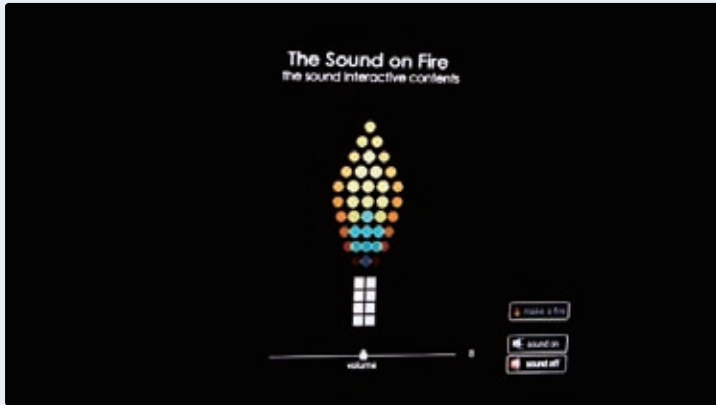 The Sound on Fire
the sound interactive contents
make a fire
sound on
sound off
volume